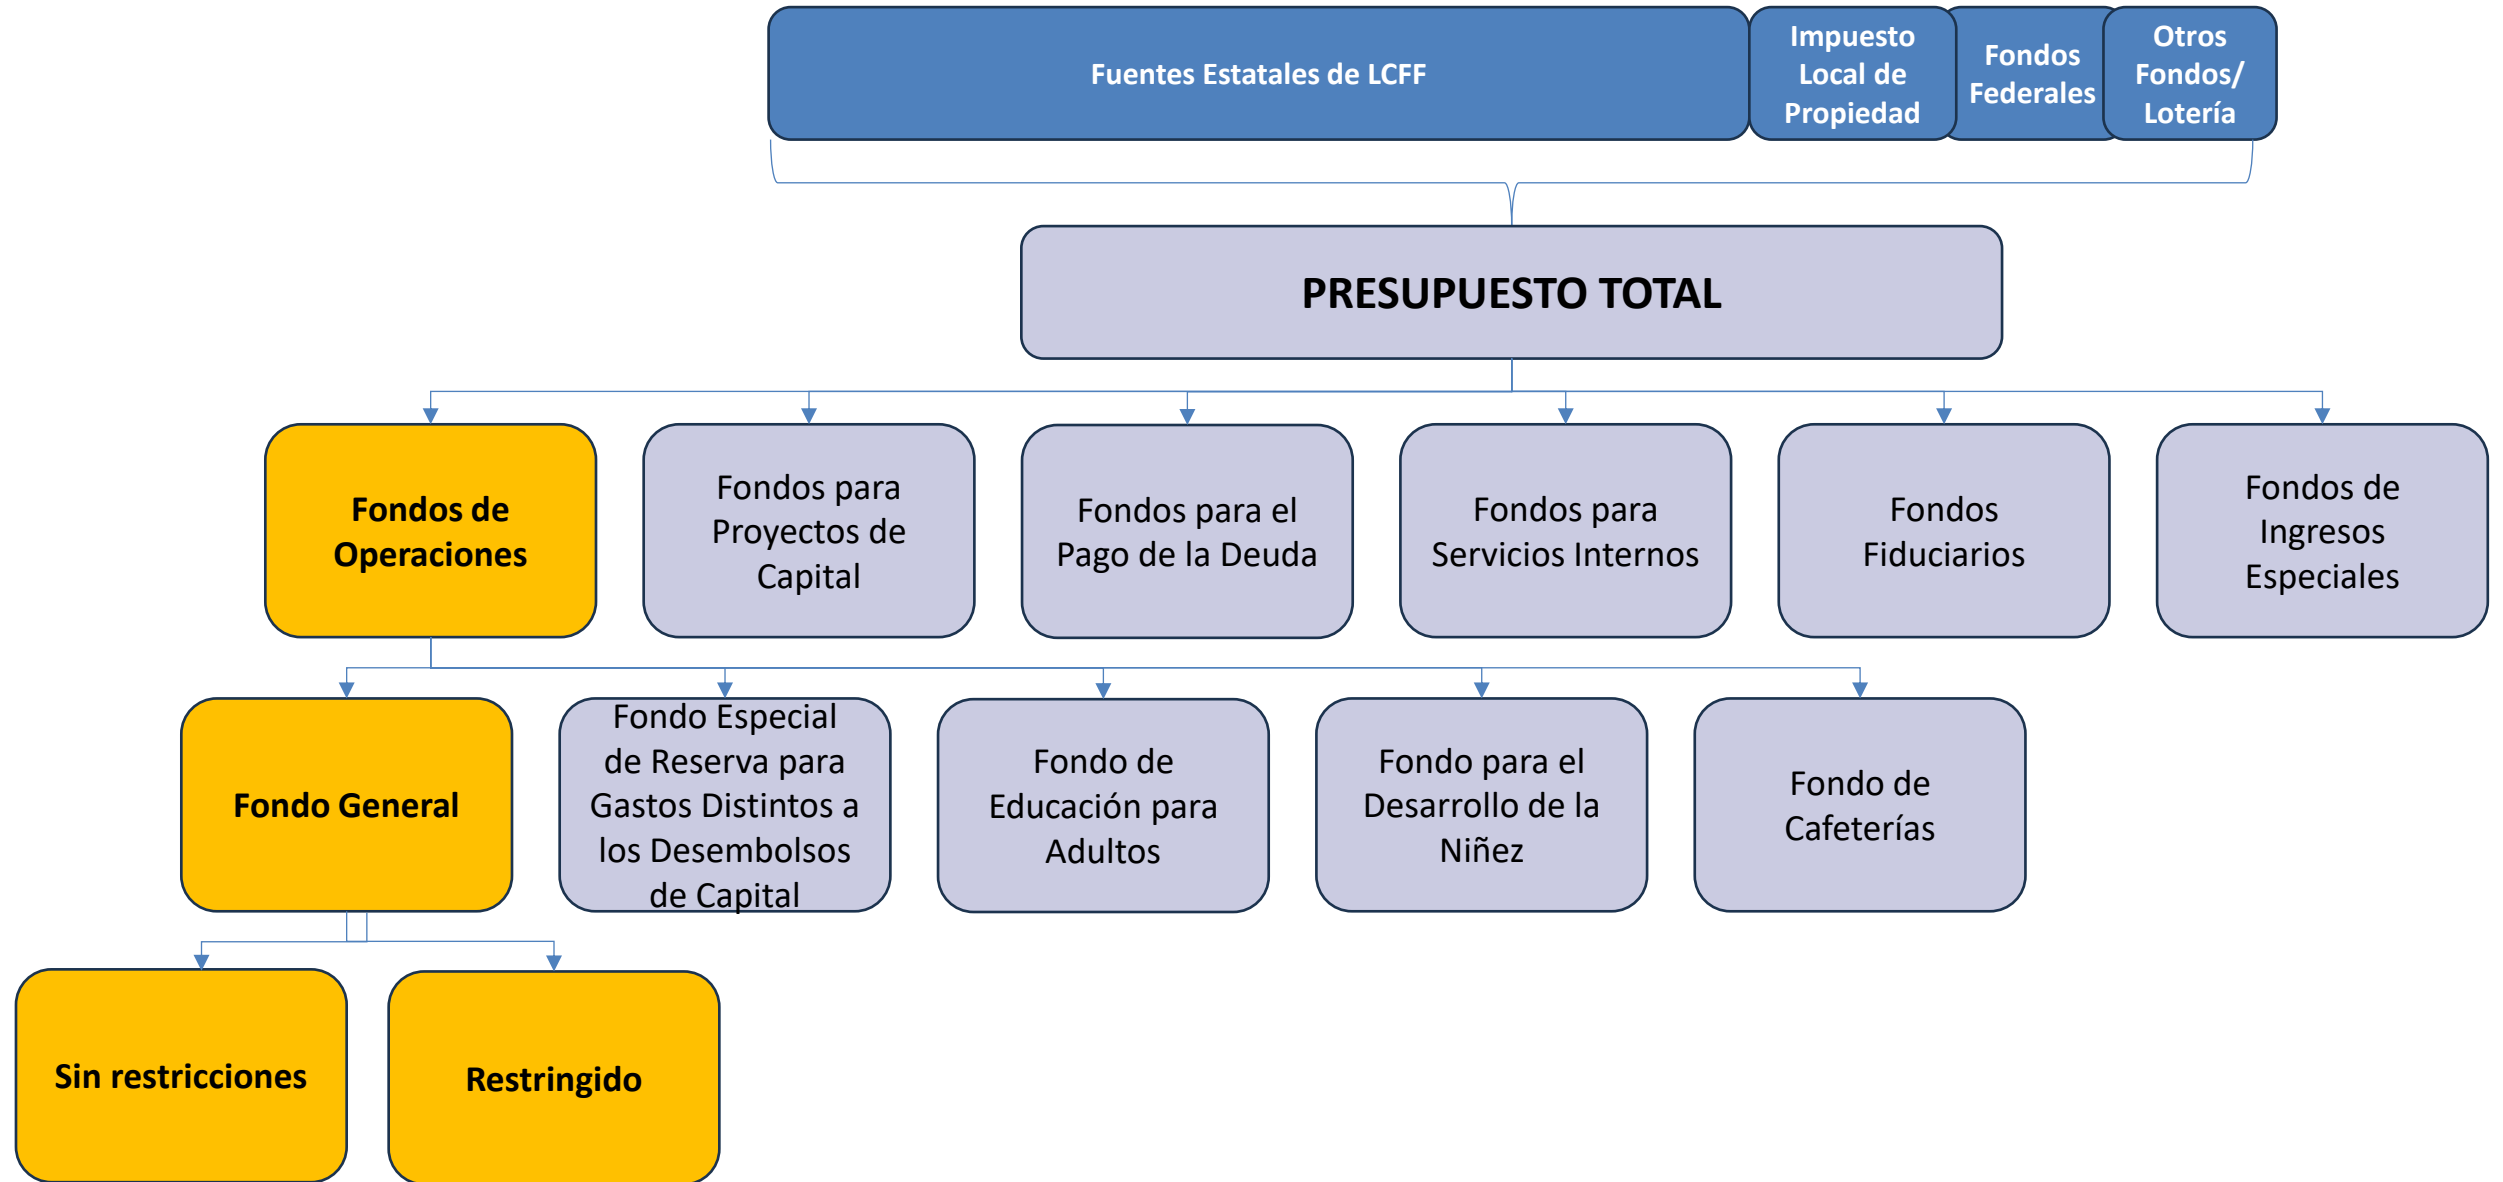 Fuentes Estatales de LCFF
Impuesto
Local de
Propiedad
Fondos
Federales
Otros
Fondos/
Lotería
PRESUPUESTO TOTAL
Fondos de
Operaciones
Fondos para
Proyectos de
Capital
Fondos para el
Pago de la Deuda
Fondos para
Servicios Internos
Fondos
Fiduciarios
Fondos de
Ingresos
Especiales
Fondo General
Fondo Especial
de Reserva para
Gastos Distintos a
los Desembolsos
de Capital
Fondo de
Educación para
Adultos
Fondo para el
Desarrollo de la
Niñez
Fondo de
Cafeterías
Sin restricciones
Restringido